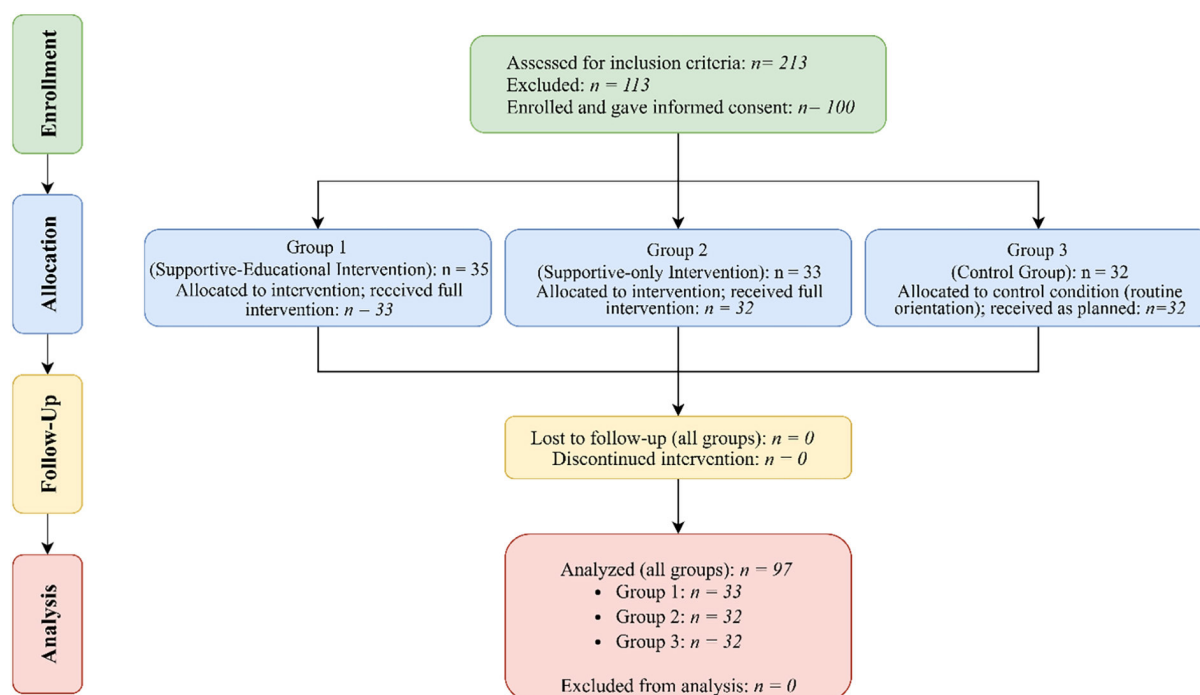 Enrollment
Assessed for inclusion criteria: n= 213
Excluded: n = 113
Enrolled and gave informed consent: n= 100
Allocation
Group 1
(Supportive-Educational Intervention): n = 35
Allocated to intervention; received full
intervention: n = 33
Group 2
(Supportive-only Intervention): n = 33
Allocated to intervention; received full
intervention: n = 32
Group 3
(Control Group): n = 32
Allocated to control condition (routine
orientation); received as planned: n=32
Follow-Up
Lost to follow-up (all groups): n = 0
Discontinued intervention: n = 0
Analysis
Analyzed (all groups): n = 97
• Group 1: n = 33
• Group 2: n = 32
• Group 3: n = 32
Excluded from analysis: n = 0